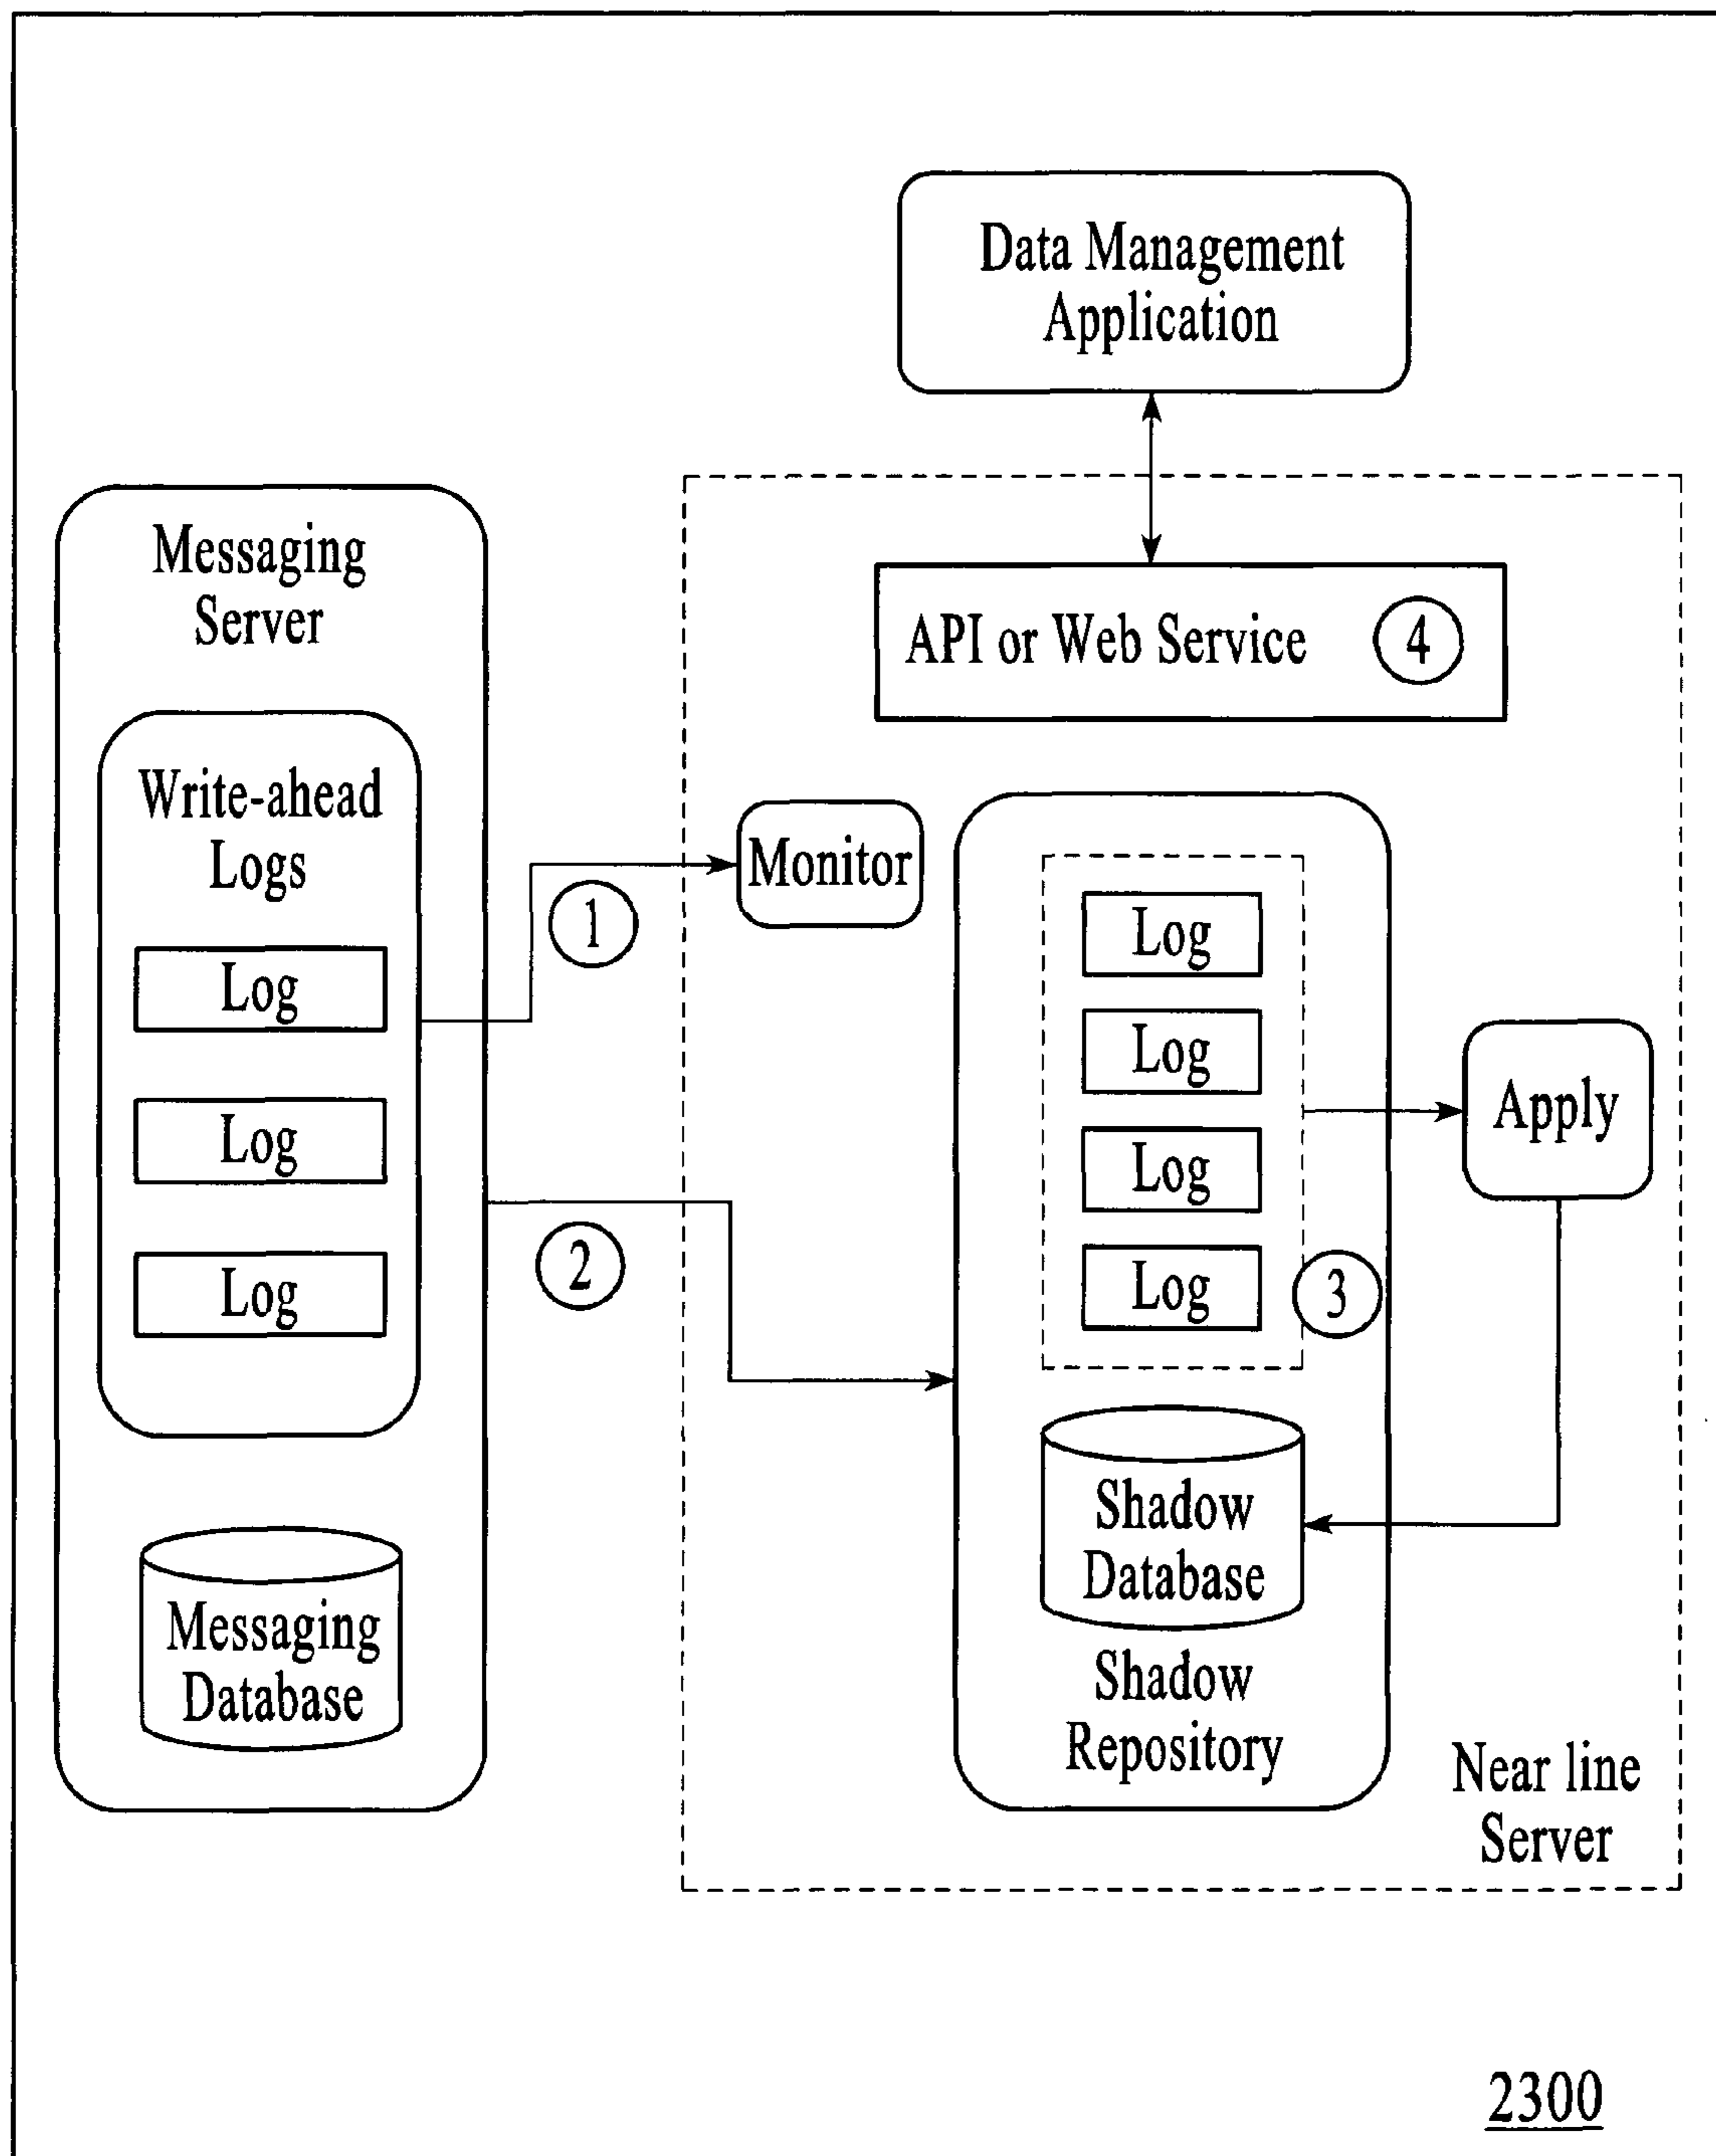 Data Management
Application
Messaging
Server
API or Web Service 4
Write-ahead
Logs
Monitor
1
Log
Log
Log
2
Log
Log
Log
Log
3
Apply
Messaging
Database
Shadow
Database
Shadow
Repository
Near line
Server
2300